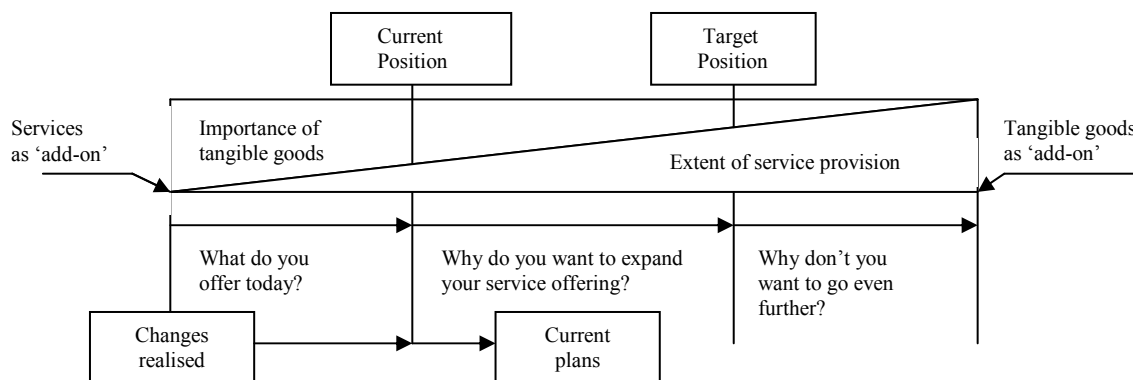 Current
Position
Target
Position
Services
as ‘add-on’
Importance of
tangible goods
Extent of service provision
Tangible goods
as ‘add-on’
What do you
offer today?
Why do you want to expand
your service offering?
Why don’t you
want to go even
further?
Changes
realised
Current
plans